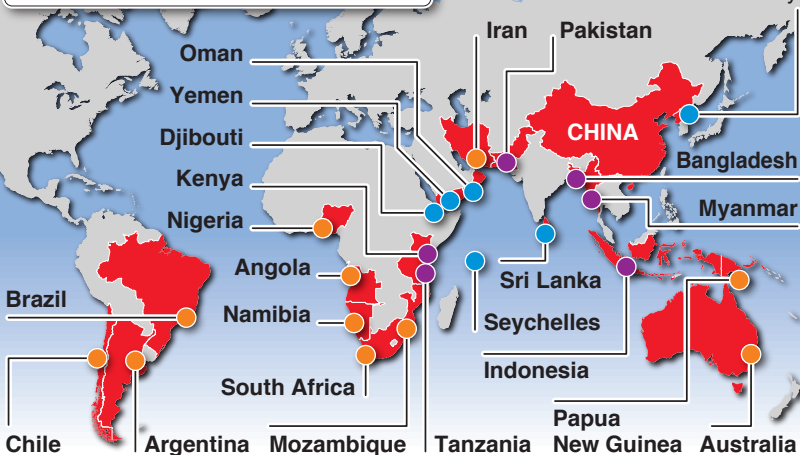 Iran
Pakistan
Oman
Yemen
Djibouti
CHINA
Kenya
Bangladesh
Nigeria
Myanmar
Angola
Sri Lanka
Brazil
Namibia
Seychelles
Indonesia
South Africa
Chile
Argentina
Mozambique
Tanzania
Papua
New Guinea
Australia